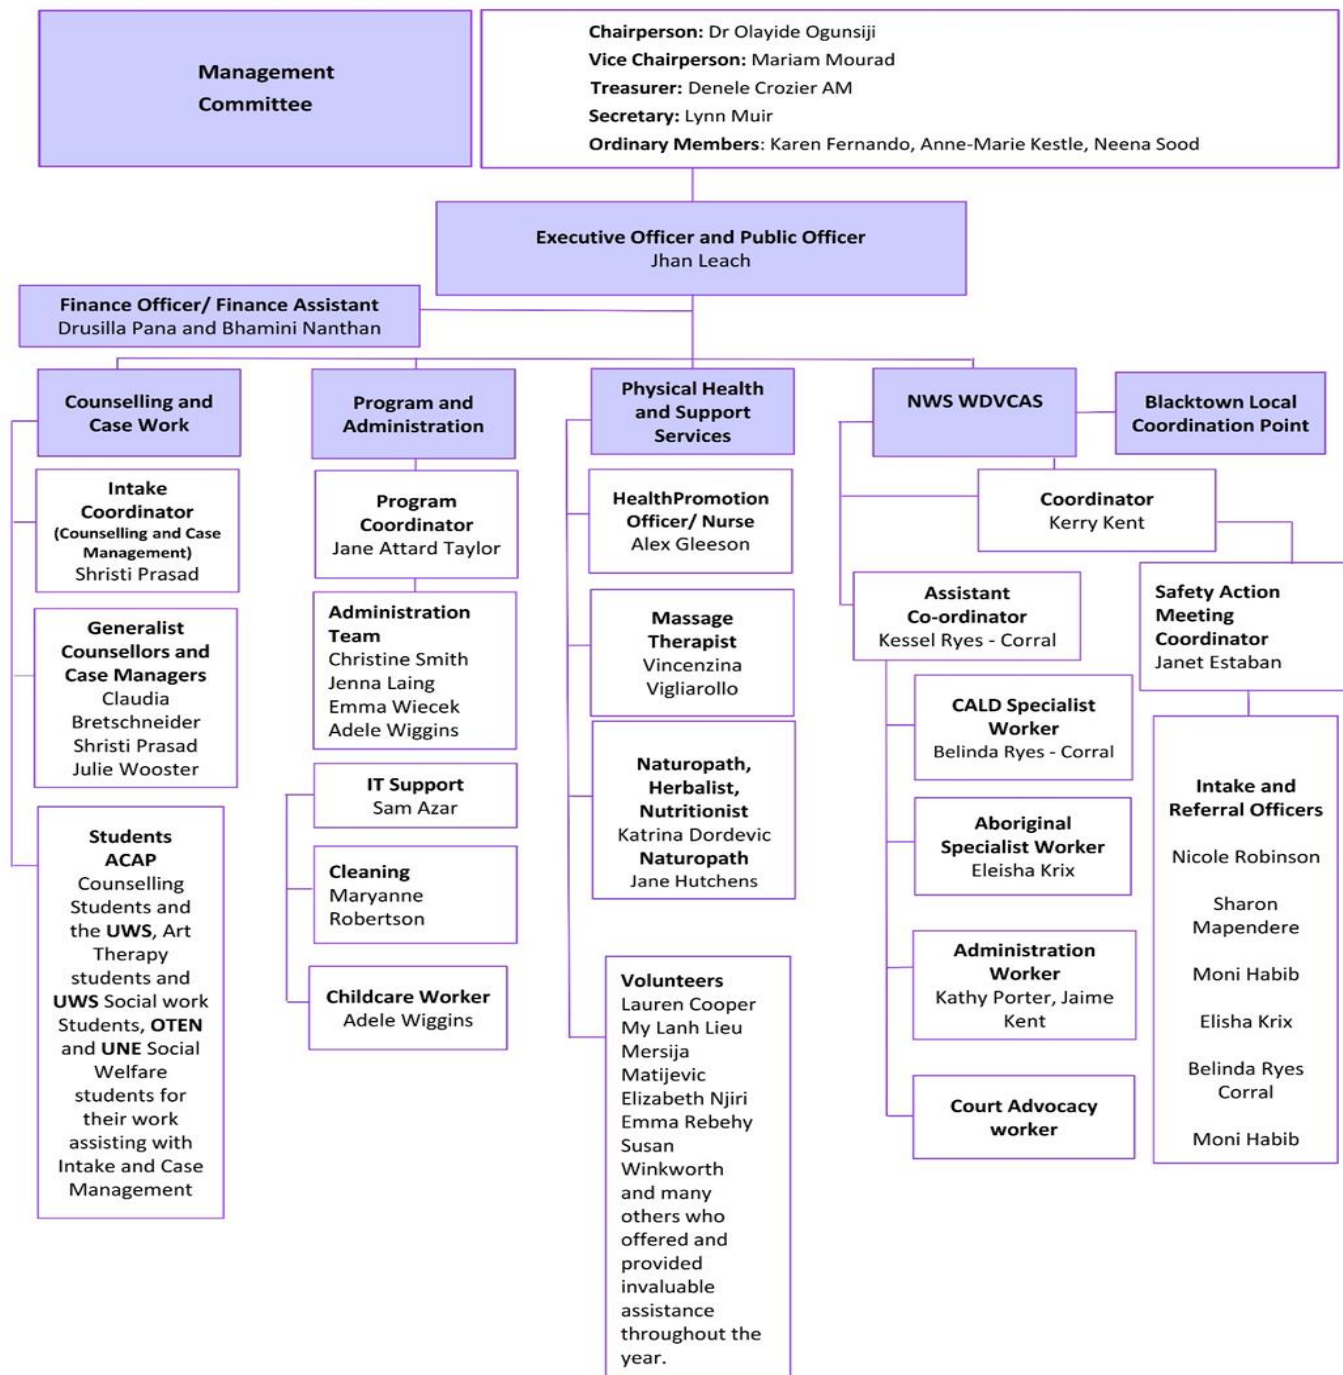 Management
Committee
Chairperson: Dr Olayide Ogunsiji
Vice Chairperson: Mariam Mourad
Treasurer: Denele Crozier AM
Secretary: Lynn Muir
Ordinary Members: Karen Fernando, Anne-Marie Kestle, Neena Sood
Executive Officer and Public Officer
Jhan Leach
Finance Officer/ Finance Assistant
Drusilla Pana and Bhamini Nanthan
Counselling and
Case Work
Intake
Coordinator
(Counselling and Case
Management)
Shristi Prasad
Generalist
Counsellors and
Case Managers
Claudia
Bretschneider
Shristi Prasad
Julie Wooster
Students
ACAP
Counselling
Students and
the UWS, Art
Therapy
students and
UWS Social work
Students, OTEN
and UNE Social
Welfare
students for
their work
assisting with
Intake and Case
Management
Program and
Administration
Program
Coordinator
Jane Attard Taylor
Administration
Team
Christine Smith
Jenna Laing
Emma Wiecek
Adele Wiggins
IT Support
Sam Azar
Cleaning
Maryanne
Robertson
Childcare Worker
Adele Wiggins
Physical Health
and Support
Services
HealthPromotion
Officer/ Nurse
Alex Gleeson
Massage
Therapist
Vincenzina
Vigliarollo
Naturopath,
Herbalist,
Nutritionist
Katrina Dordevic
Naturopath
Jane Hutchens
Volunteers
Lauren Cooper
My Lanh Lieu
Mersija
Matijevic
Elizabeth Njiri
Emma Rebehy
Susan
Winkworth
and many
others who
offered and
provided
invaluable
assistance
throughout the
year.
NWS WDVCAS
Blacktown Local
Coordination Point
Coordinator
Kerry Kent
Assistant
Co-ordinator
Kessel Ryes - Corral
CALD Specialist
Worker
Belinda Ryes - Corral
Aboriginal
Specialist Worker
Eleisha Krix
Administration
Worker
Kathy Porter, Jaime
Kent
Court Advocacy
worker
Safety Action
Meeting
Coordinator
Janet Estaban
Intake and
Referral Officers
Nicole Robinson
Sharon
Mapendere
Moni Habib
Elisha Krix
Belinda Ryes
Corral
Moni Habib